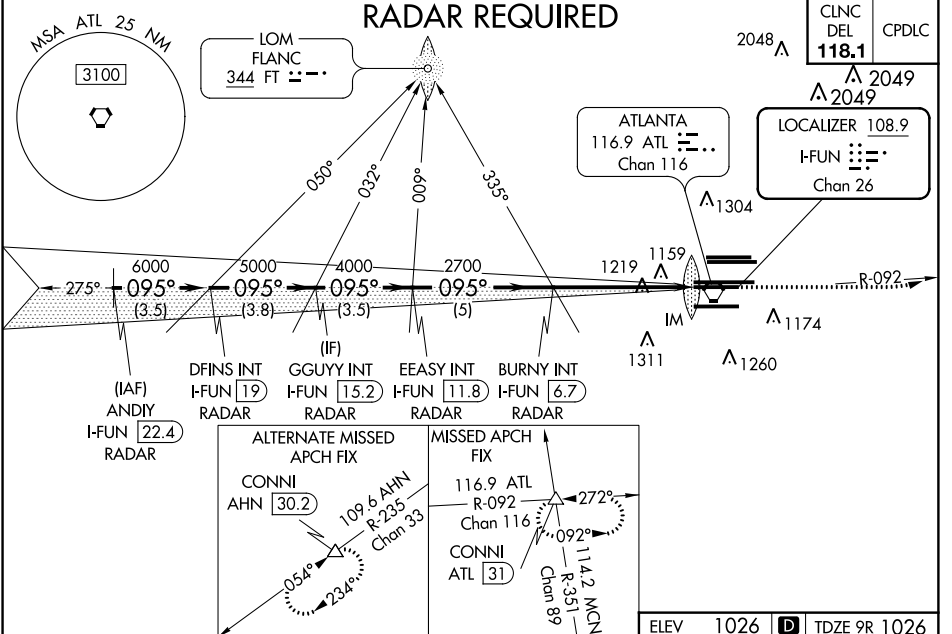 RADAR REQUIRED
MSA ATL 25 NM
3100
LOM
FLANC
344 FT
CLNC
DEL
118.1
CPDLC
2048
2049
2049
ATLANTA
116.9 ATL
Chan 116
LOCALIZER 108.9
I-FUN
Chan 26
1304
050°
032°
009°
335°
1219
1159
6000
5000
4000
2700
275°
095°
095°
095°
095°
(3.5)
(3.8)
(3.5)
(5)
R-092
IM
1174
1311
1260
(IAF)
ANDIY
I-FUN 22.4
RADAR
DFINS INT
I-FUN 19
RADAR
(IF)
GGUYY INT
I-FUN 15.2
RADAR
EEASY INT
I-FUN 11.8
RADAR
BURNY INT
I-FUN 6.7
RADAR
ALTERNATE MISSED
APCH FIX
CONNI
AHN 30.2
109.6 AHN
R-235
Chan 33
054°
234°
MISSED APCH
FIX
116.9 ATL
R-092
Chan 116
272°
092°
CONNI
ATL 31
114.2 MCN
R-351
Chan 89
ELEV 1026 D TDZE 9R 1026